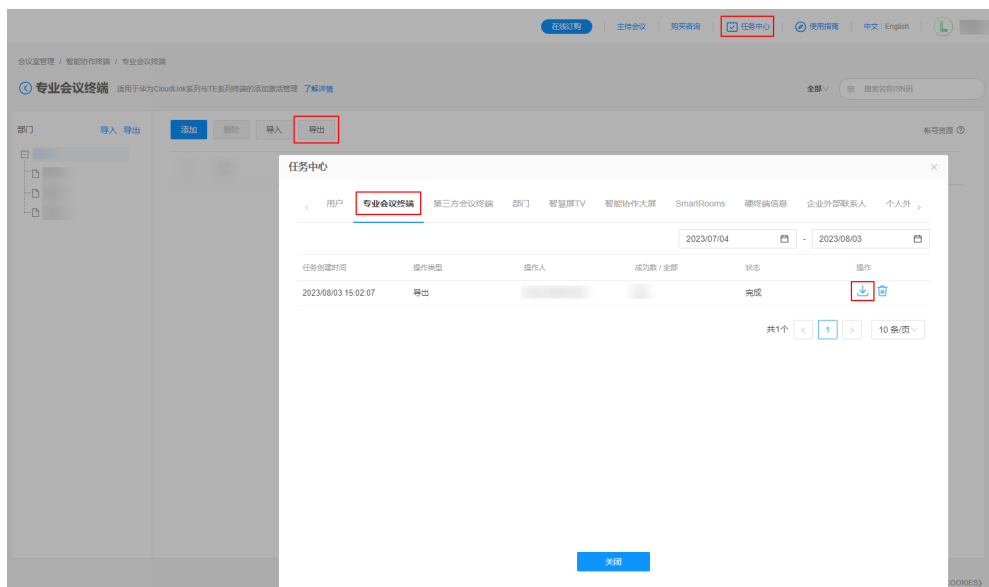 在线订购 主持会议 购买咨询 任务中心 使用指南 中文 | English
会议室管理 / 智能协作终端 / 专业会议终端
专业会议终端 适用于华为CloudLink系列与TE系列终端的添加激活管理 了解详情 全部 搜索名称/SN码
部门 导入 导出 添加 删除 导入 导出 帐号资源
任务中心
用户 专业会议终端 第三方会议终端 部门 智慧屏TV 智能协作大屏 SmartRooms 硬终端信息 企业外部联系人 个人外
2023/07/04 - 2023/08/03
任务创建时间 操作类型 操作人 成功数 / 全部 状态 操作
2023/08/03 15:02:07 导出 完成
共1个 < 1 > 10 条/页
关闭
COOKIES)